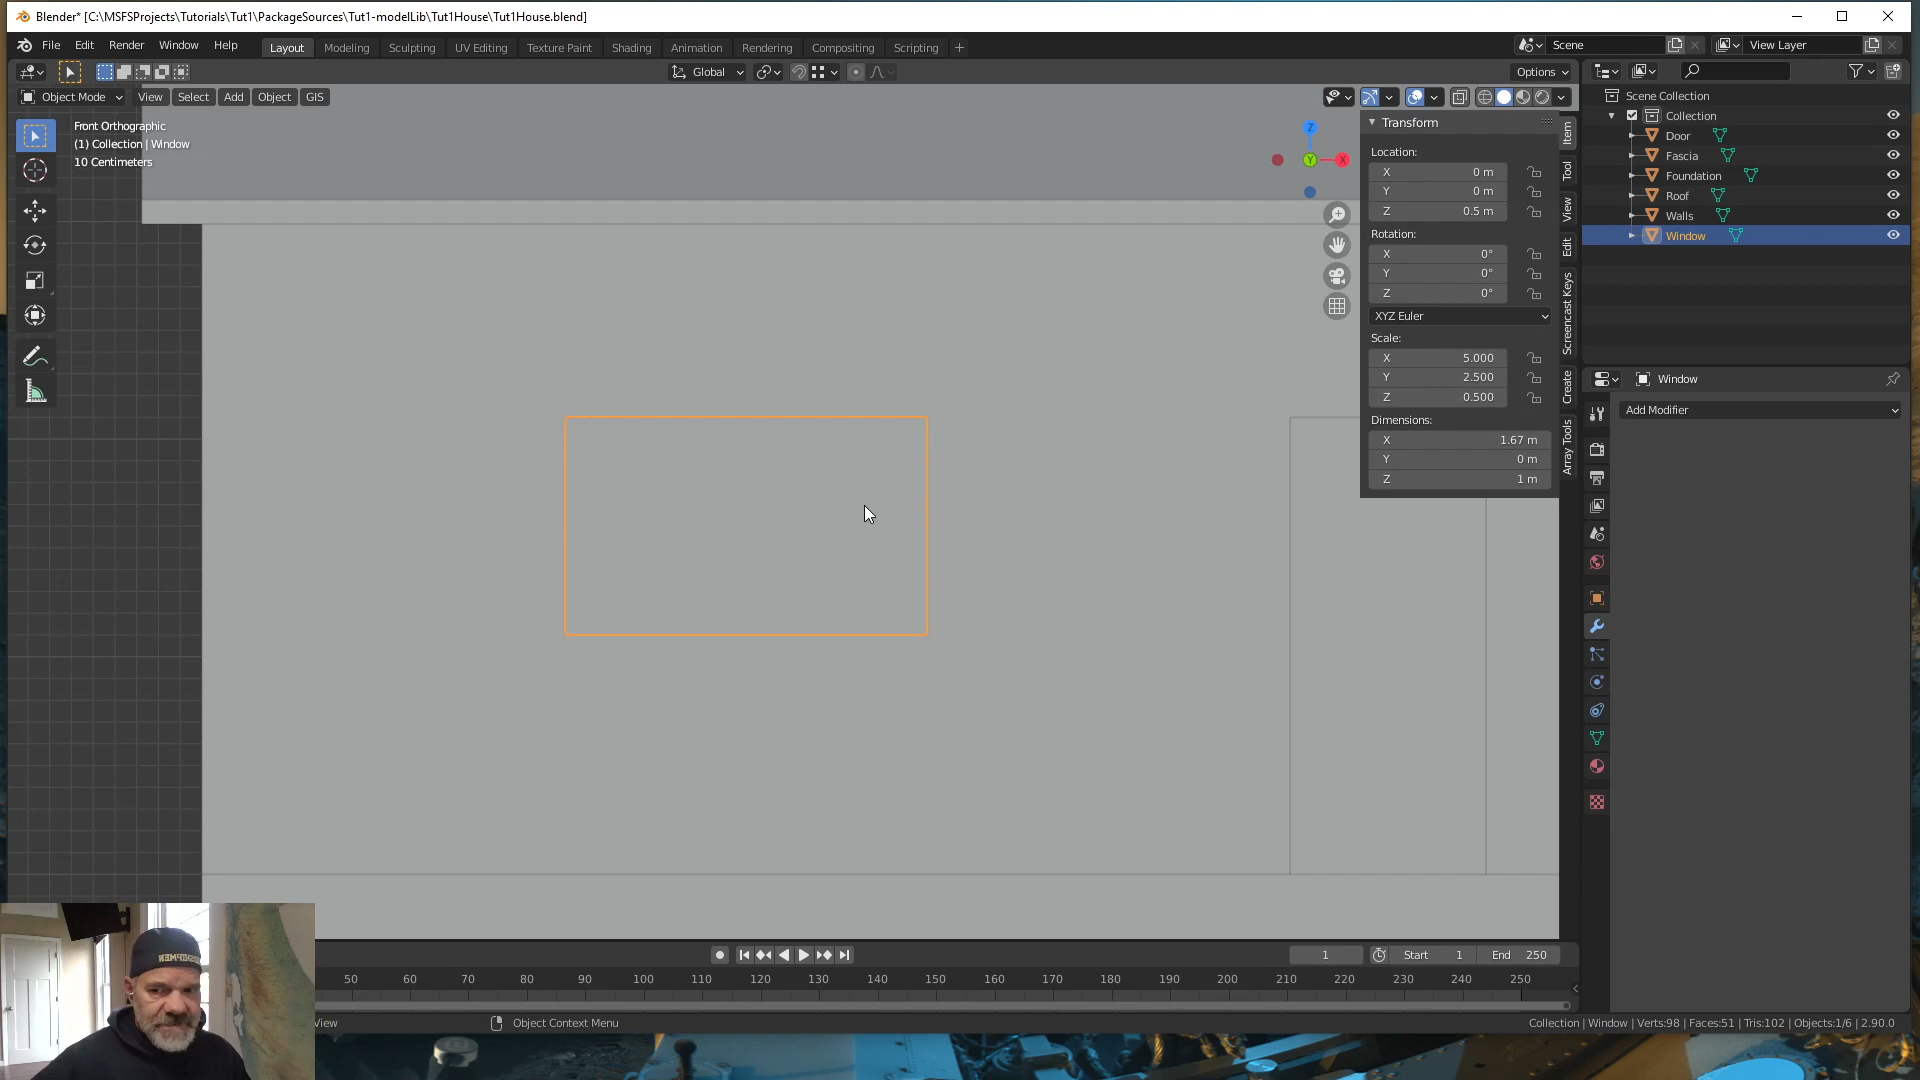 Blender* [C:\MSFSProjects\Tutorials\Tut1\PackageSources\Tut1-modelLib\Tut1House\Tut1House.blend]
File Edit Render Window Help Layout Modeling Sculpting UV Editing Texture Paint Shading Animation Rendering Compositing Scripting + Scene View Layer
Global Options
Object Mode View Select Add Object GIS
Front Orthographic
(1) Collection | Window
10 Centimeters
Z
Y
X
Transform
Location:
X 0 m
Y 0 m
Z 0.5 m
Rotation:
X 0°
Y 0°
Z 0°
XYZ Euler
Scale:
X 5.000
Y 2.500
Z 0.500
Dimensions:
X 1.67 m
Y 0 m
Z 1 m
Item
Tool
View
Edit
Screencast Keys
Create
Array Tools
Scene Collection
Collection
Door
Fascia
Foundation
Roof
Walls
Window
Window
Add Modifier
1 Start 1 End 250
50 60 70 80 90 100 110 120 130 140 150 160 170 180 190 200 210 220 230 240 250
View Object Context Menu Collection | Window | Verts:98 | Faces:51 | Tris:102 | Objects:1/6 | 2.90.0